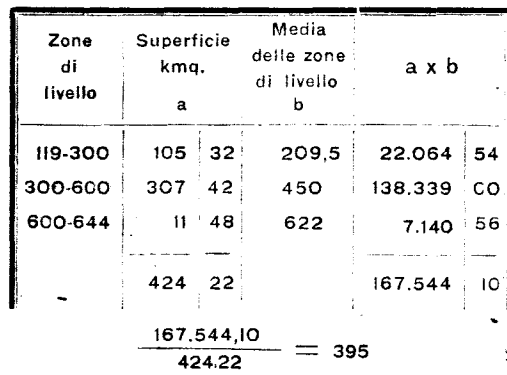 Zone di livello | Superficie kmq. a | Media delle zone di livello b | a x b
119-300 | 105 | 32 | 209,5 | 22.064 | 54
300-600 | 307 | 42 | 450 | 138.339 | 00
600-644 | 11 | 48 | 622 | 7.140 | 56
424 | 22 | 167.544 | 10
167.544,10
424.22
= 395